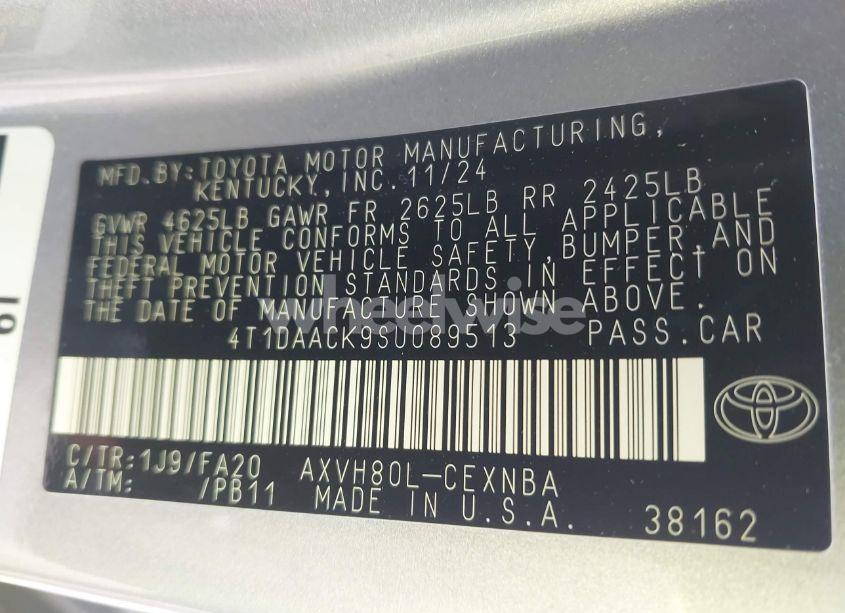 MFD.BY:TOYOTA MOTOR MANUFACTURING,
KENTUCKY, INC. 11/24
GVWR 4625LB GAWR FR 2625LB RR 2425LB
THIS VEHICLE CONFORMS TO ALL APPLICABLE
FEDERAL MOTOR VEHICLE SAFETY, BUMPER, AND
THEFT PREVENTION STANDARDS IN EFFECT ON
THE DATE OF MANUFACTURE SHOWN ABOVE.
wheelwise
4T1DAACK9SU089513 PASS.CAR
C/TR:1J9/FA20 AXVH80L-CEXNBA
A/TM: /PB11 MADE IN U.S.A. 38162